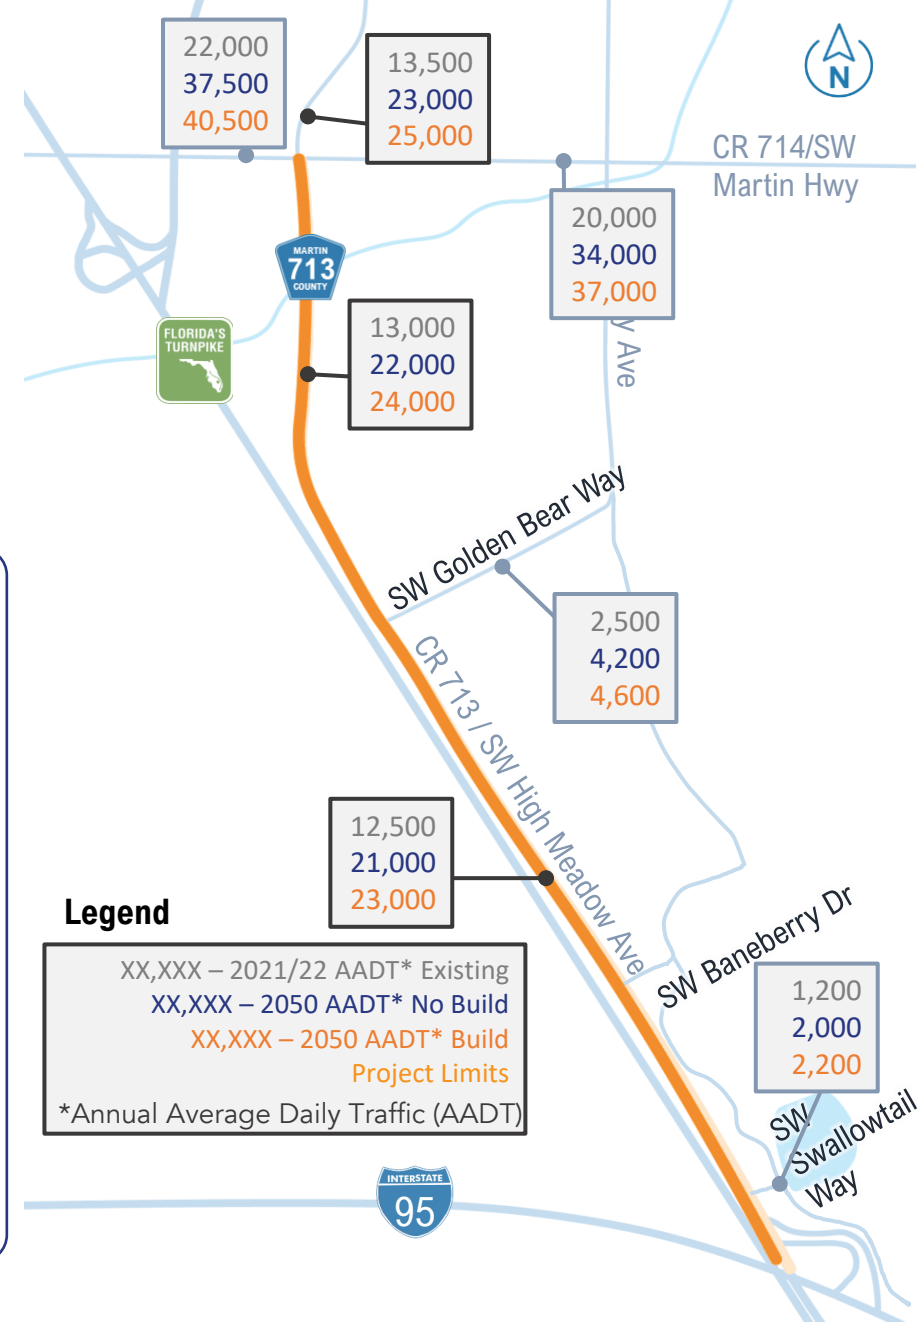 22,000
37,500
40,500
13,500
23,000
25,000
N
CR 714/SW
Martin Hwy
20,000
34,000
37,000
MARTIN
713
COUNTY
13,000
22,000
24,000
FLORIDA'S
TURNPIKE
Ave
SW Golden Bear Way
2,500
4,200
4,600
CR 713 / SW High Meadow Ave
12,500
21,000
23,000
SW Baneberry Dr
1,200
2,000
2,200
SW
Swallowtail
Way
Legend
XX,XXX – 2021/22 AADT* Existing
XX,XXX – 2050 AADT* No Build
XX,XXX – 2050 AADT* Build
Project Limits
*Annual Average Daily Traffic (AADT)
INTERSTATE
95